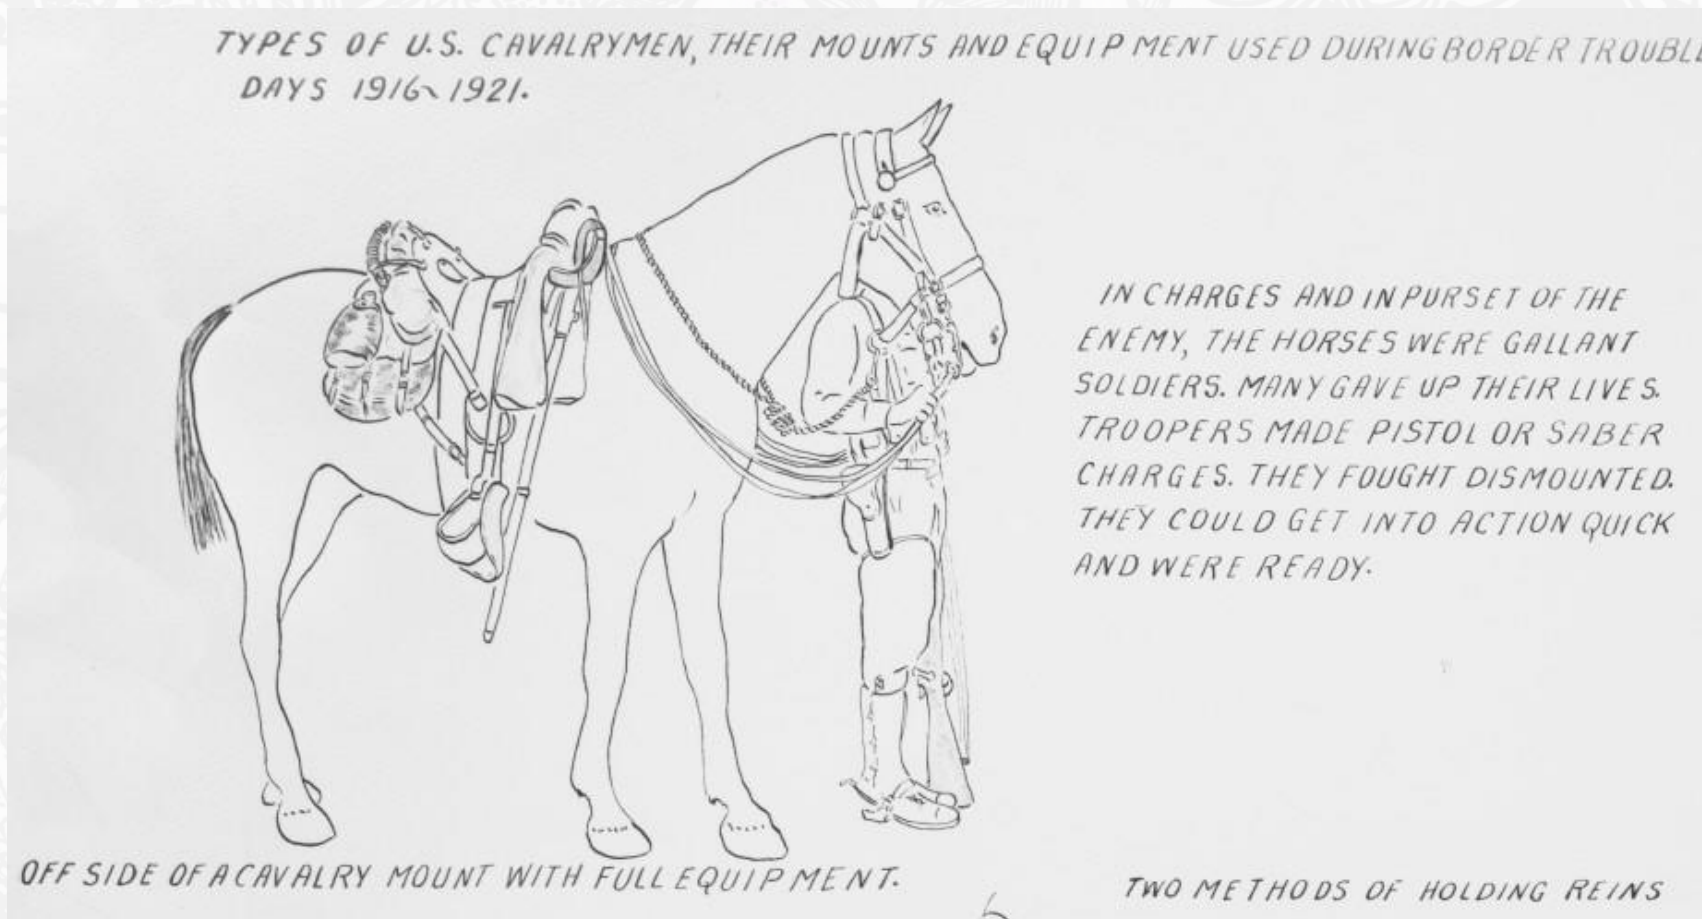 TYPES OF U.S. CAVALRYMEN, THEIR MOUNTS AND EQUIPMENT USED DURING BORDER TROUBLE
DAYS 1916-1921.
IN CHARGES AND IN PURSET OF THE
ENEMY, THE HORSES WERE GALLANT
SOLDIERS. MANY GAVE UP THEIR LIVES.
TROOPERS MADE PISTOL OR SABER
CHARGES. THEY FOUGHT DISMOUNTED.
THEY COULD GET INTO ACTION QUICK
AND WERE READY.
OFF SIDE OF A CAVALRY MOUNT WITH FULL EQUIPMENT.
TWO METHODS OF HOLDING REINS